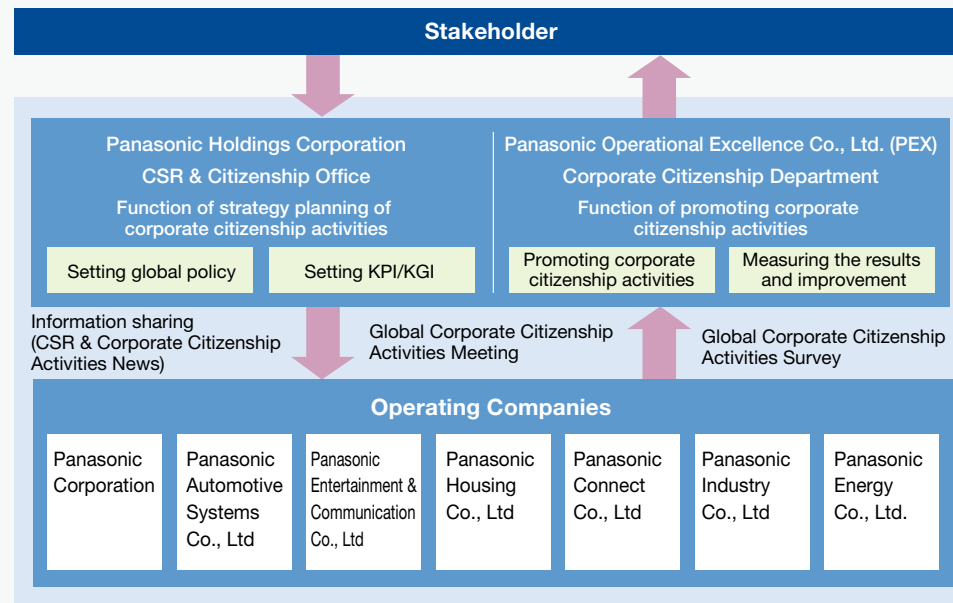 Stakeholder
Panasonic Holdings Corporation
CSR & Citizenship Office
Function of strategy planning of
corporate citizenship activities
Setting global policy
Setting KPI/KGI
Panasonic Operational Excellence Co., Ltd. (PEX)
Corporate Citizenship Department
Function of promoting corporate
citizenship activities
Promoting corporate
citizenship activities
Measuring the results
and improvement
Information sharing
(CSR & Corporate Citizenship
Activities News)
Global Corporate Citizenship
Activities Meeting
Global Corporate Citizenship
Activities Survey
Operating Companies
Panasonic
Corporation
Panasonic
Automotive
Systems
Co., Ltd
Panasonic
Entertainment &
Communication
Co., Ltd
Panasonic
Housing
Co., Ltd
Panasonic
Connect
Co., Ltd
Panasonic
Industry
Co., Ltd
Panasonic
Energy
Co., Ltd.